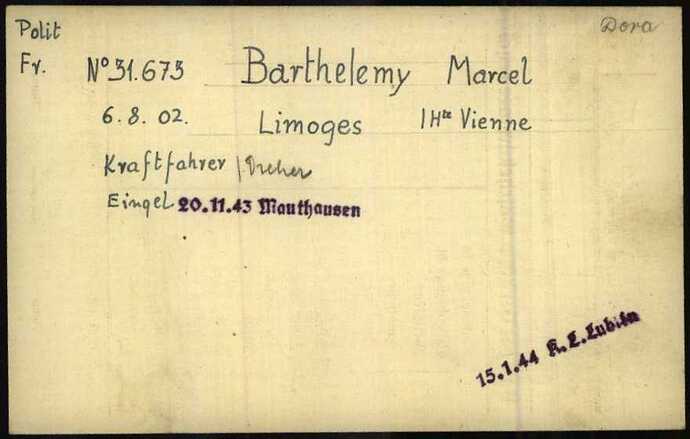 Polit
Dora
Fr.
Nº 31.673 Barthelemy Marcel
6.8.02. Limoges / Hte Vienne
Kraftfahrer / Dreher
Eingel 20.11.43 Mauthausen
15.1.44 K. L. Lublin